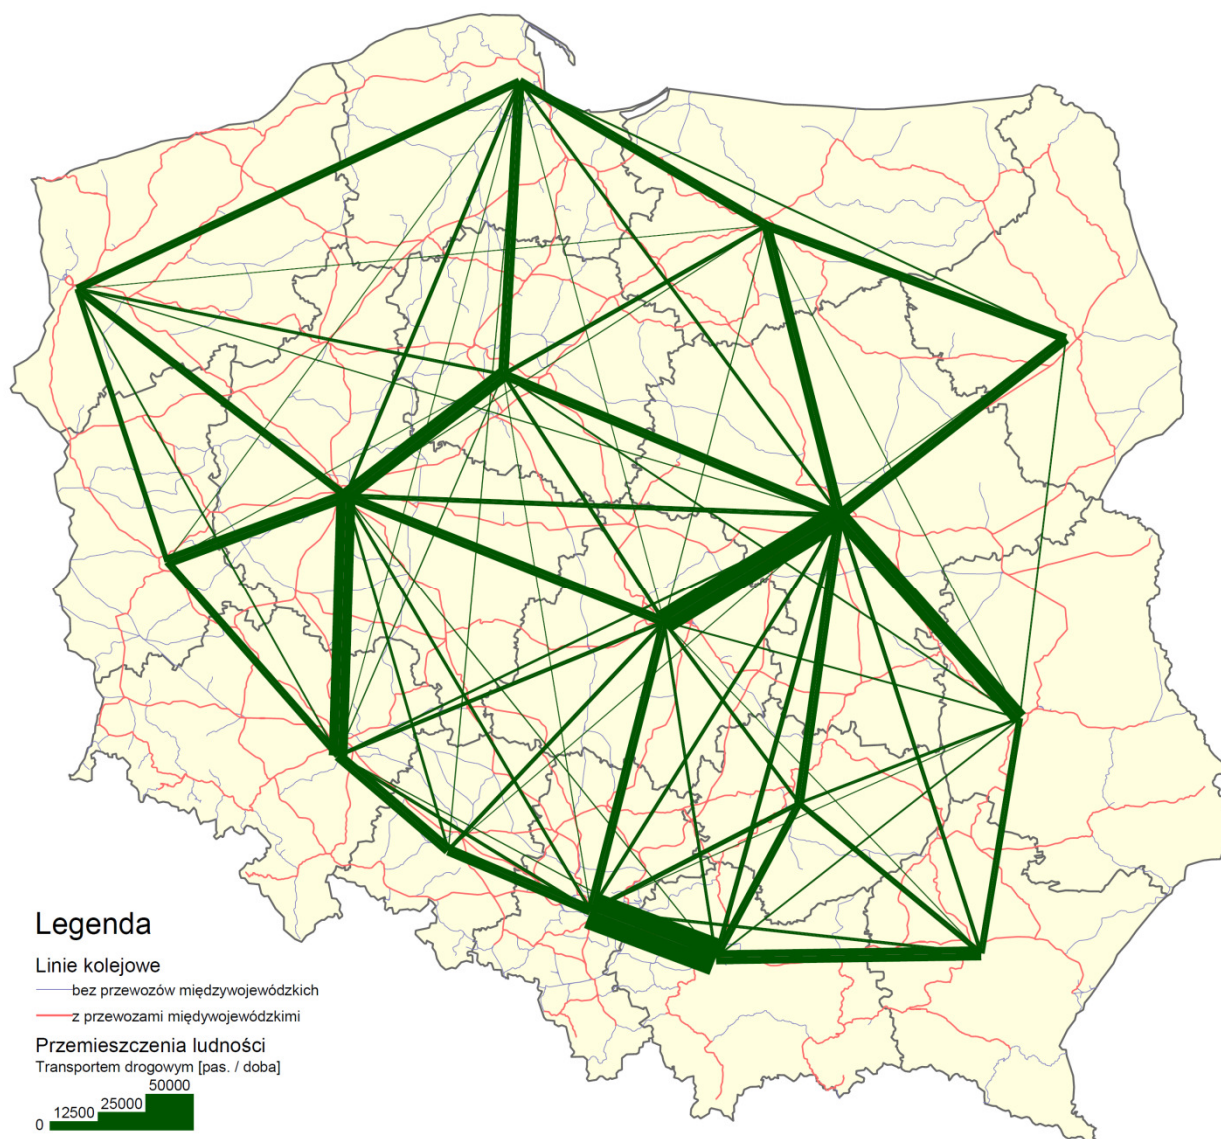 Legenda
Linie kolejowe
bez przewozów międzywojewódzkich
z przewozami międywojewódzkimi
Przemieszczenia ludności
Transportem drogowym [pas. / doba]
0 12500 25000 50000